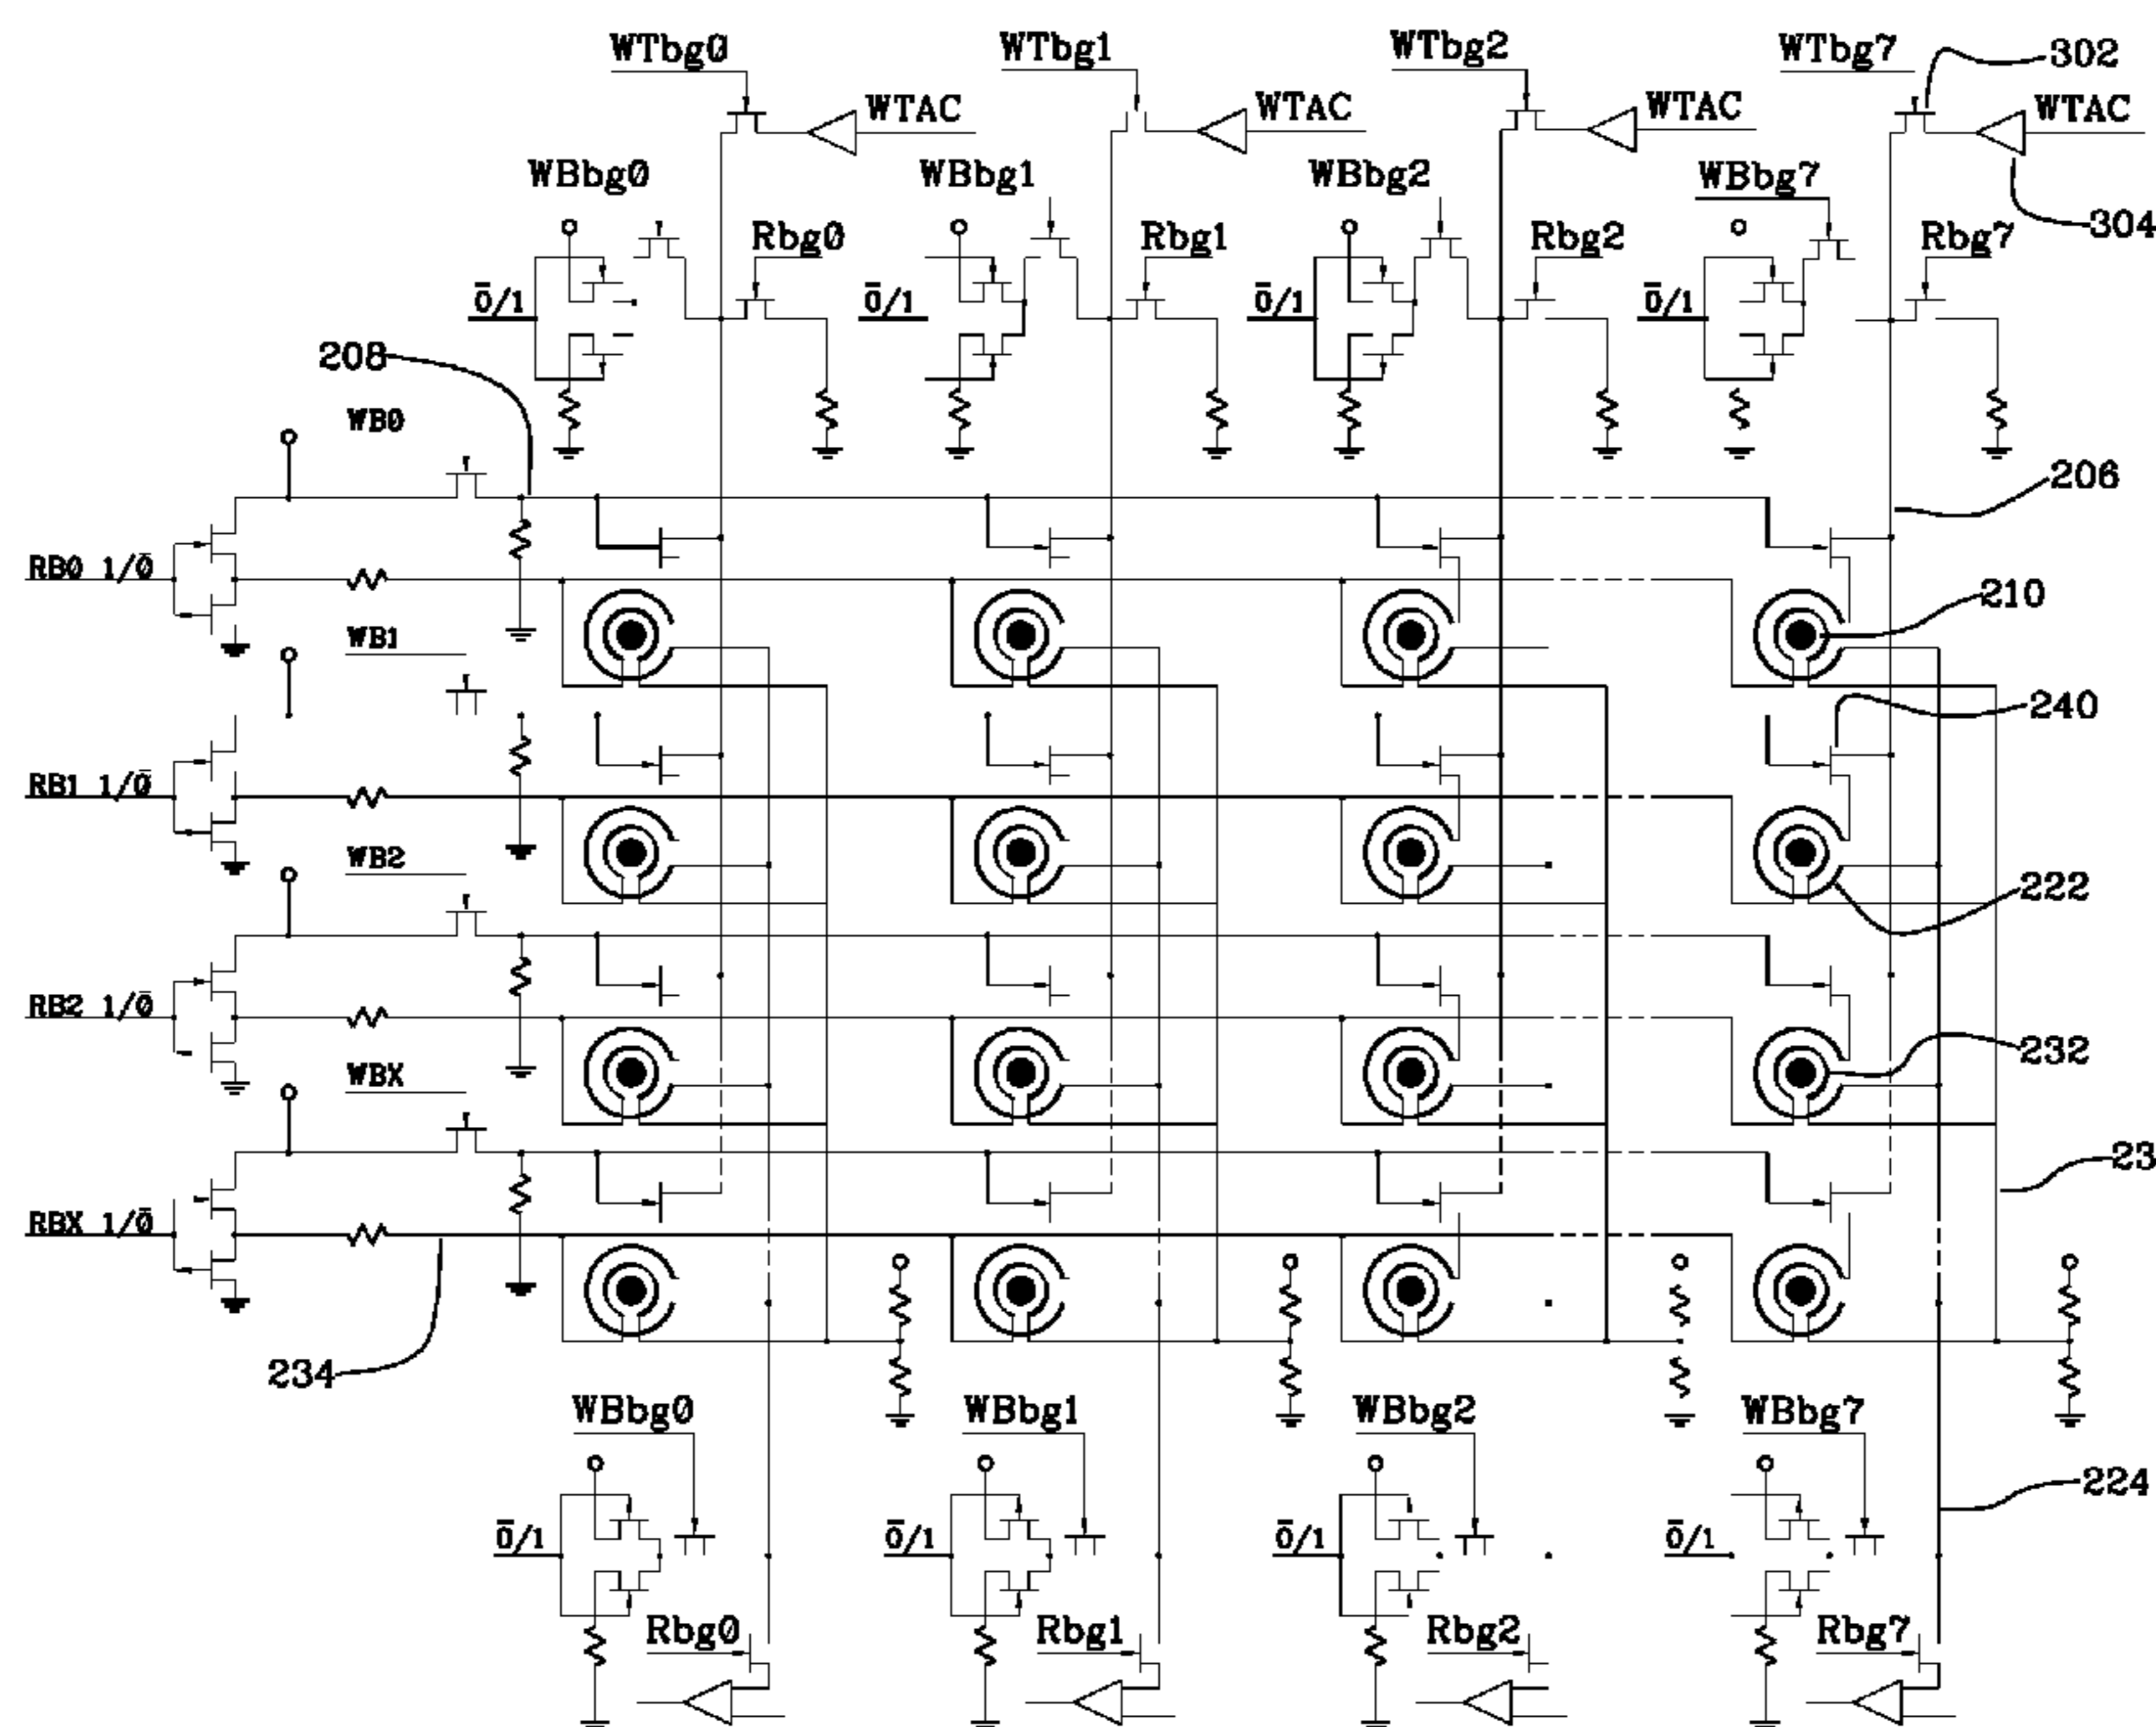 WTbg0 WTbg1 WTbg2 WTbg7 302
WTAC WTAC WTAC WTAC
WBbg0 WBbg1 WBbg2 WBbg7
304
Rbg0 Rbg1 Rbg2 Rbg7
0̅/1 0̅/1 0̅/1 0̅/1
208
WB0
206
RB0 1/0̅
210
WB1
240
RB1 1/0̅
WB2
222
RB2 1/0̅
232
WBX
23
RBX 1/0̅
234
WBbg0 WBbg1 WBbg2 WBbg7
224
0̅/1 0̅/1 0̅/1 0̅/1
Rbg0 Rbg1 Rbg2 Rbg7